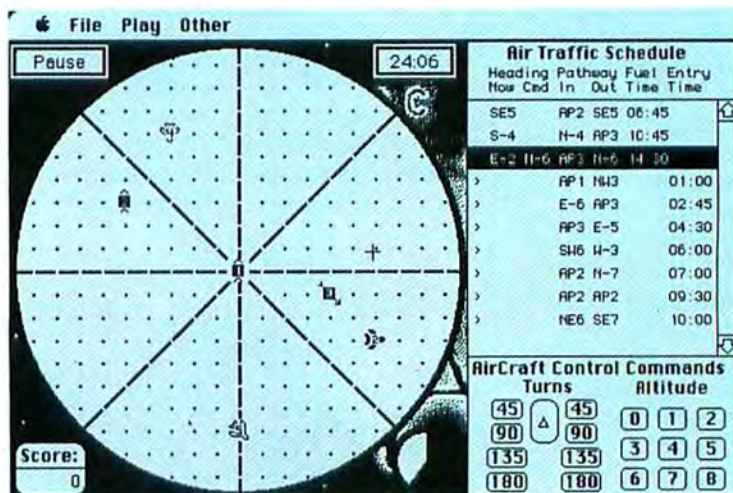 File Play Other
Pause
24:06
C
Score:
0
Air Traffic Schedule
Heading Pathway Fuel Entry
Now Cmd In Out Time Time
SE5 AP2 SE5 06:45
S-4 N-4 AP3 10:45
E-2 N-6 AP3 N-6 14:30
> AP1 NW3 01:00
> E-6 AP3 02:45
> AP3 E-5 04:30
> SW6 W-3 06:00
> AP2 N-7 07:00
> AP2 AP2 09:30
> NE6 SE7 10:00
AirCraft Control Commands
Turns Altitude
45 45 0 1 2
90 90
135 135 3 4 5
180 180 6 7 8